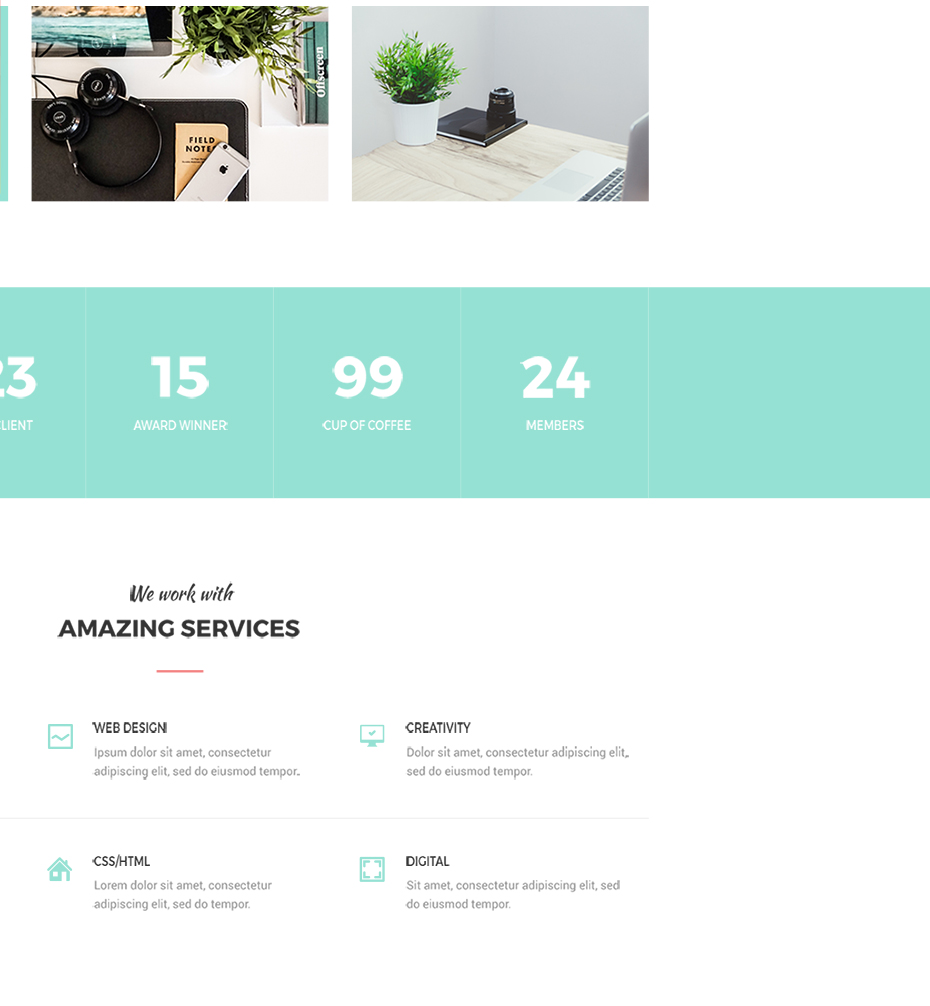 Offscreen
FIELD
NOTE
23
15
99
24
CLIENT
AWARD WINNER
CUP OF COFFEE
MEMBERS
We work with
AMAZING SERVICES
WEB DESIGN
CREATIVITY
Ipsum dolor sit amet, consectetur
adipiscing elit, sed do eiusmod tempor.
Dolor sit amet, consectetur adipiscing elit,
sed do eiusmod tempor.
CSS/HTML
DIGITAL
Lorem dolor sit amet, consectetur
adipiscing elit, sed do tempor.
Sit amet, consectetur adipiscing elit, sed
do eiusmod tempor.